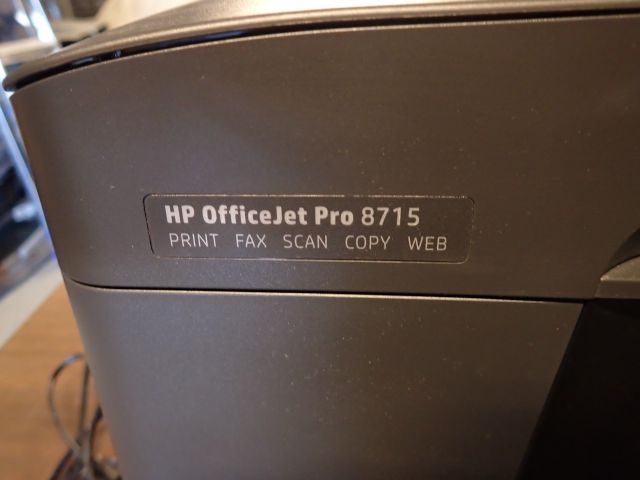 HP OfficeJet Pro 8715
PRINT FAX SCAN COPY WEB